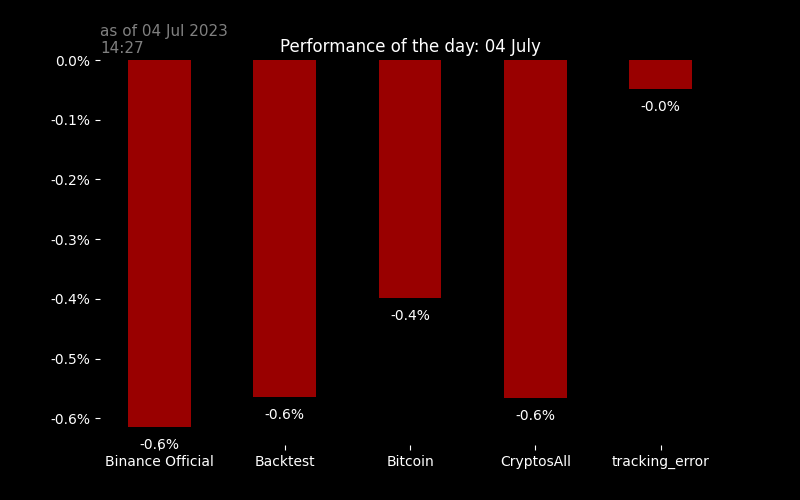 as of 04 Jul 2023
14:27
Performance of the day: 04 July
0.0%
-0.1%
-0.2%
-0.3%
-0.4%
-0.5%
-0.6%
-0.6%
-0.6%
-0.4%
-0.6%
-0.0%
Binance Official
Backtest
Bitcoin
CryptosAll
tracking_error